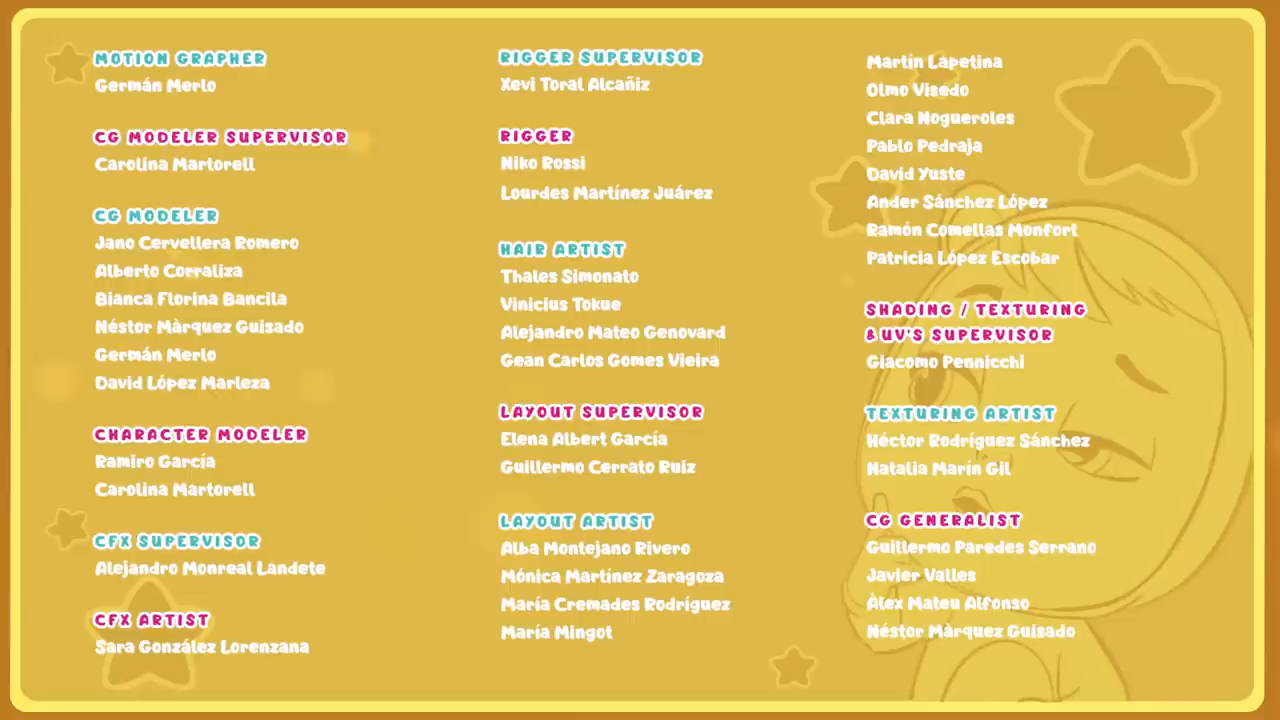 MOTION GRAPHER
Germán Merlo
CG MODELER SUPERVISOR
Carolina Martorell
CG MODELER
Jano Cervellera Romero
Alberto Corraliza
Bianca Florina Bancila
Néstor Màrquez Guisado
Germán Merlo
David López Marleza
CHARACTER MODELER
Ramiro García
Carolina Martorell
CFX SUPERVISOR
Alejandro Monreal Landete
CFX ARTIST
Sara González Lorenzana
RIGGER SUPERVISOR
Xevi Toral Alcañiz
RIGGER
Niko Rossi
Lourdes Martínez Juárez
HAIR ARTIST
Thales Simonato
Vinicius Tokue
Alejandro Mateo Genovard
Gean Carlos Gomes Vieira
LAYOUT SUPERVISOR
Elena Albert García
Guillermo Cerrato Ruiz
LAYOUT ARTIST
Alba Montejano Rivero
Mónica Martínez Zaragoza
María Cremades Rodríguez
María Mingot
Martín Lapetina
Olmo Visedo
Clara Nogueroles
Pablo Pedraja
David Yuste
Ander Sánchez López
Ramón Comellas Monfort
Patricia López Escobar
SHADING / TEXTURING
& UV'S SUPERVISOR
Giacomo Pennicchi
TEXTURING ARTIST
Héctor Rodríguez Sánchez
Natalia Marín Gil
CG GENERALIST
Guillermo Paredes Serrano
Javier Valles
Àlex Mateu Alfonso
Néstor Màrquez Guisado